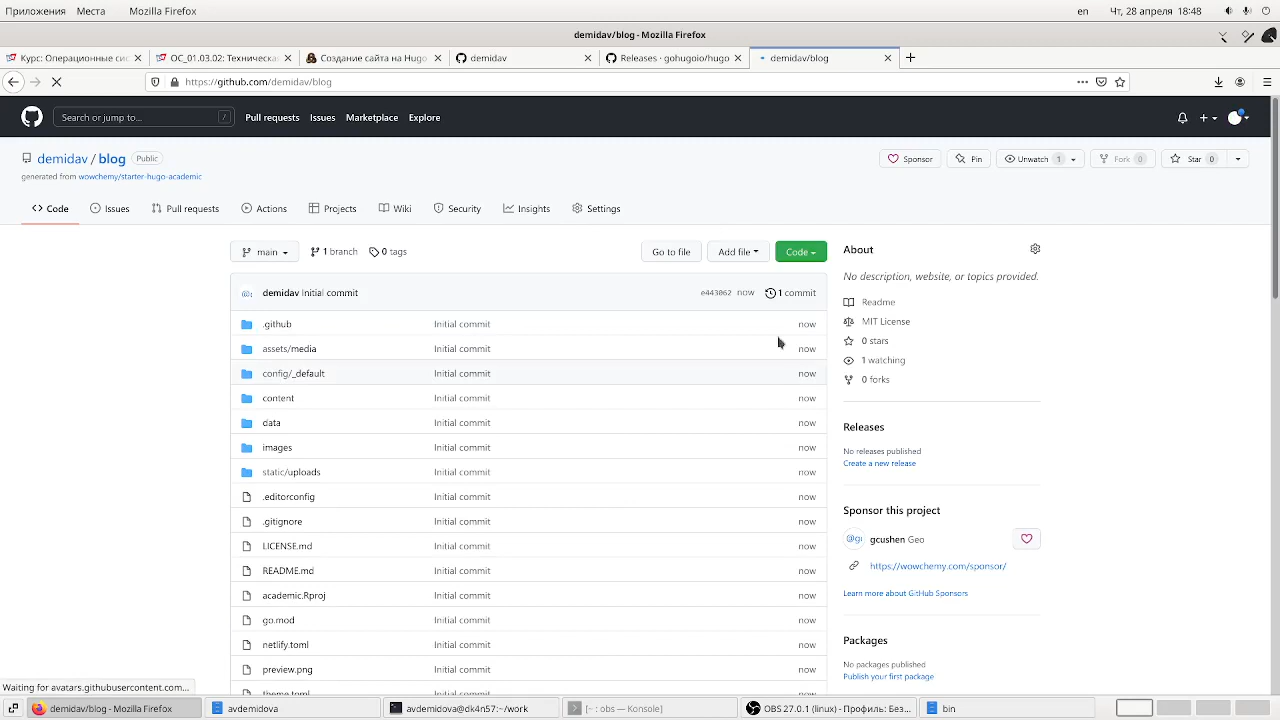 Приложения Места Mozilla Firefox en Чт, 28 апреля 18:48
demidav/blog - Mozilla Firefox
Курс: Операционные сис ОС_01.03.02: Техническа Создание сайта на Hugo demidav Releases · gohugoio/hugo demidav/blog
https://github.com/demidav/blog
Search or jump to... / Pull requests Issues Marketplace Explore
demidav / blog Public Sponsor Pin Unwatch 1 Fork 0 Star 0
generated from wowchemy/starter-hugo-academic
Code Issues Pull requests Actions Projects Wiki Security Insights Settings
main 1 branch 0 tags Go to file Add file Code
About
No description, website, or topics provided.
demidav Initial commit e443062 now 1 commit
.github Initial commit now
assets/media Initial commit now
config/_default Initial commit now
content Initial commit now
data Initial commit now
images Initial commit now
static/uploads Initial commit now
.editorconfig Initial commit now
.gitignore Initial commit now
LICENSE.md Initial commit now
README.md Initial commit now
academic.Rproj Initial commit now
go.mod Initial commit now
netlify.toml Initial commit now
preview.png Initial commit now
theme.toml Initial commit now
Readme
MIT License
0 stars
1 watching
0 forks
Releases
No releases published
Create a new release
Sponsor this project
@gc gcushen Geo
https://wowchemy.com/sponsor/
Learn more about GitHub Sponsors
Packages
No packages published
Publish your first package
Waiting for avatars.githubusercontent.com...
demidav/blog - Mozilla Firefox avdemidova avdemidova@dk4n57:~/work [~ : obs — Konsole] OBS 27.0.1 (linux) - Профиль: Без... bin